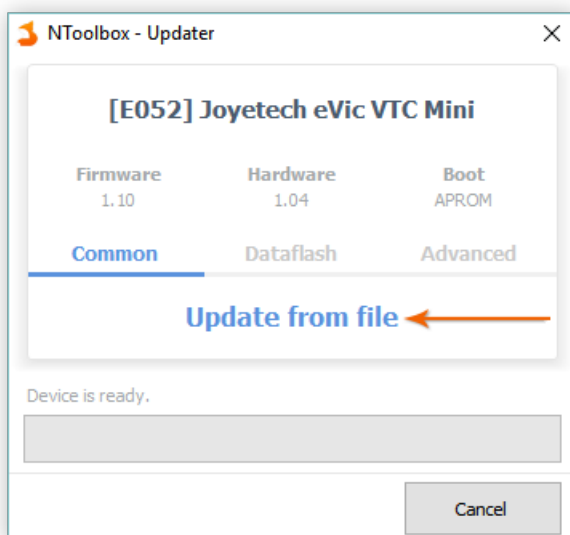 NToolbox - Updater
[E052] Joyetech eVic VTC Mini
Firmware Hardware Boot
1.10 1.04 APROM
Common Dataflash Advanced
Update from file
Device is ready.
Cancel